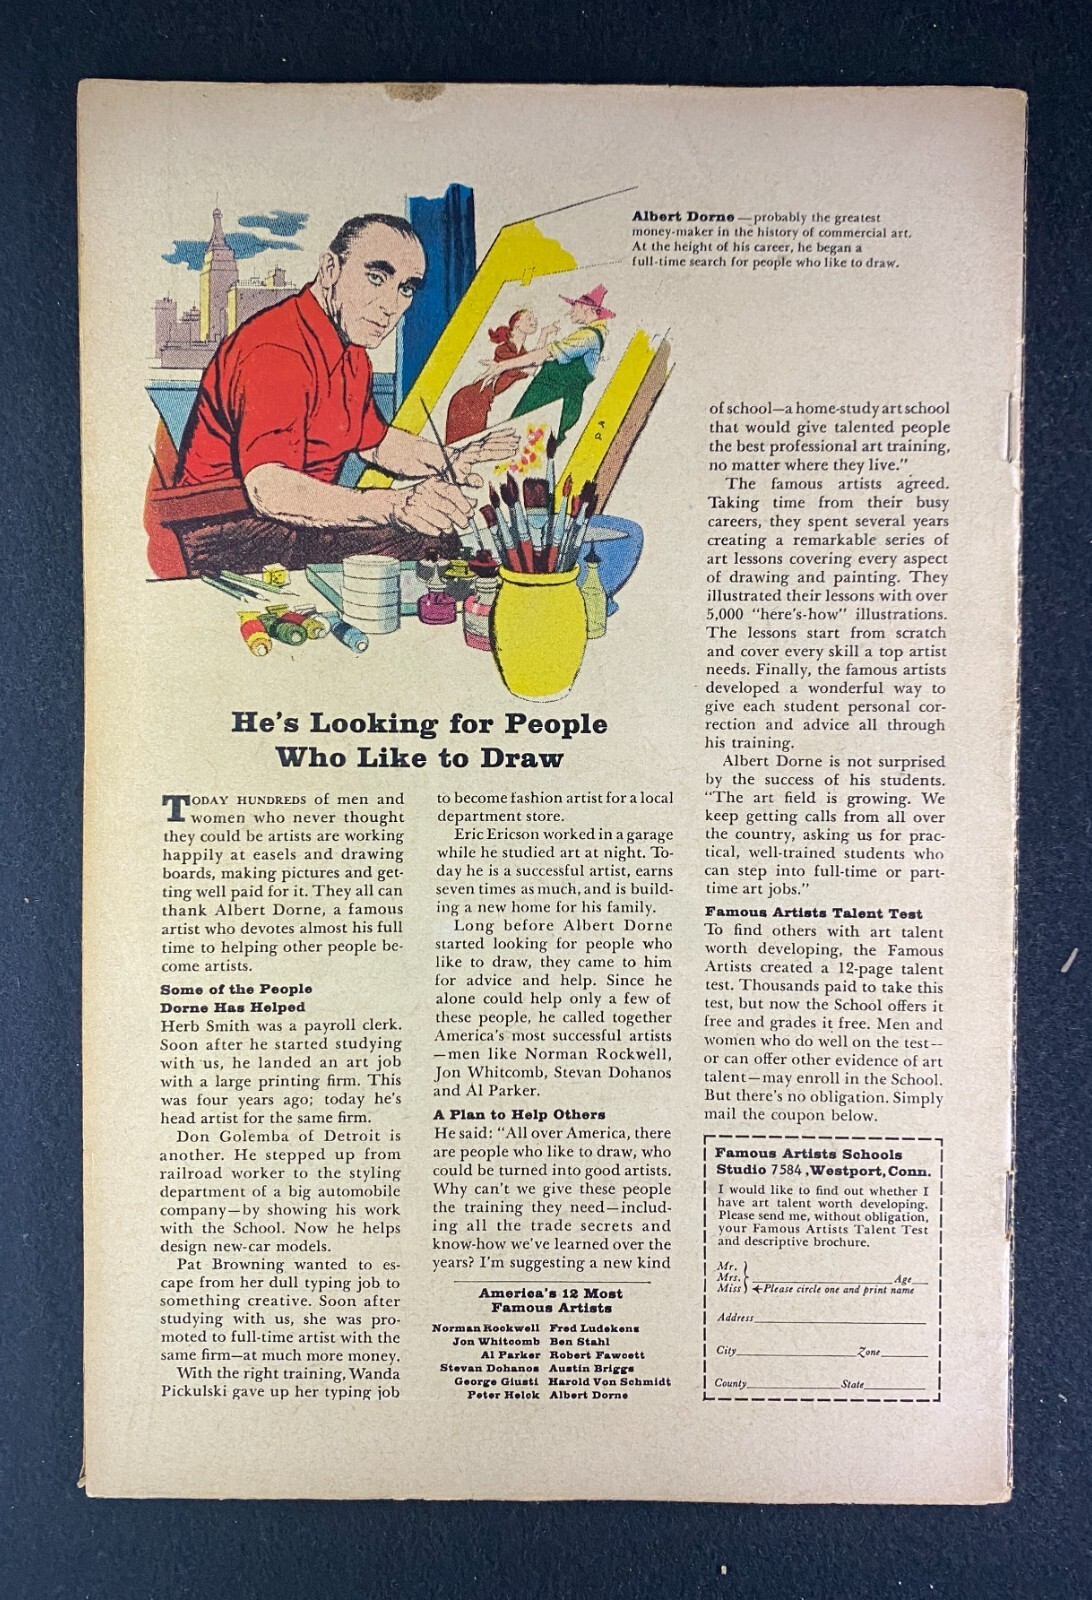 Albert Dorne—probably the greatest
money-maker in the history of commercial art.
At the height of his career, he began a
full-time search for people who like to draw.
He's Looking for People
Who Like to Draw
TODAY HUNDREDS of men and
women who never thought
they could be artists are working
happily at easels and drawing
boards, making pictures and get-
ting well paid for it. They all can
thank Albert Dorne, a famous
artist who devotes almost his full
time to helping other people be-
come artists.
Some of the People
Dorne Has Helped
Herb Smith was a payroll clerk.
Soon after he started studying
with us, he landed an art job
with a large printing firm. This
was four years ago; today he's
head artist for the same firm.
Don Golemba of Detroit is
another. He stepped up from
railroad worker to the styling
department of a big automobile
company—by showing his work
with the School. Now he helps
design new-car models.
Pat Browning wanted to es-
cape from her dull typing job to
something creative. Soon after
studying with us, she was pro-
moted to full-time artist with the
same firm—at much more money.
With the right training, Wanda
Pickulski gave up her typing job
to become fashion artist for a local
department store.
Eric Ericson worked in a garage
while he studied art at night. To-
day he is a successful artist, earns
seven times as much, and is build-
ing a new home for his family.
Long before Albert Dorne
started looking for people who
like to draw, they came to him
for advice and help. Since he
alone could help only a few of
these people, he called together
America's most successful artists
—men like Norman Rockwell,
Jon Whitcomb, Stevan Dohanos
and Al Parker.
A Plan to Help Others
He said: "All over America, there
are people who like to draw, who
could be turned into good artists.
Why can't we give these people
the training they need—includ-
ing all the trade secrets and
know-how we've learned over the
years? I'm suggesting a new kind
America's 12 Most
Famous Artists
Norman Rockwell Fred Ludekens
Jon Whitcomb Ben Stahl
Al Parker Robert Fawcett
Stevan Dohanos Austin Briggs
George Giusti Harold Von Schmidt
Peter Helck Albert Dorne
of school—a home-study art school
that would give talented people
the best professional art training,
no matter where they live."
The famous artists agreed.
Taking time from their busy
careers, they spent several years
creating a remarkable series of
art lessons covering every aspect
of drawing and painting. They
illustrated their lessons with over
5,000 "here's-how" illustrations.
The lessons start from scratch
and cover every skill a top artist
needs. Finally, the famous artists
developed a wonderful way to
give each student personal cor-
rection and advice all through
his training.
Albert Dorne is not surprised
by the success of his students.
"The art field is growing. We
keep getting calls from all over
the country, asking us for prac-
tical, well-trained students who
can step into full-time or part-
time art jobs."
Famous Artists Talent Test
To find others with art talent
worth developing, the Famous
Artists created a 12-page talent
test. Thousands paid to take this
test, but now the School offers it
free and grades it free. Men and
women who do well on the test—
or can offer other evidence of art
talent—may enroll in the School.
But there's no obligation. Simply
mail the coupon below.
Famous Artists Schools
Studio 7584, Westport, Conn.
I would like to find out whether I
have art talent worth developing.
Please send me, without obligation,
your Famous Artists Talent Test
and descriptive brochure.
Mr.
Mrs. Age
Miss ←Please circle one and print name
Address
City Zone
County State